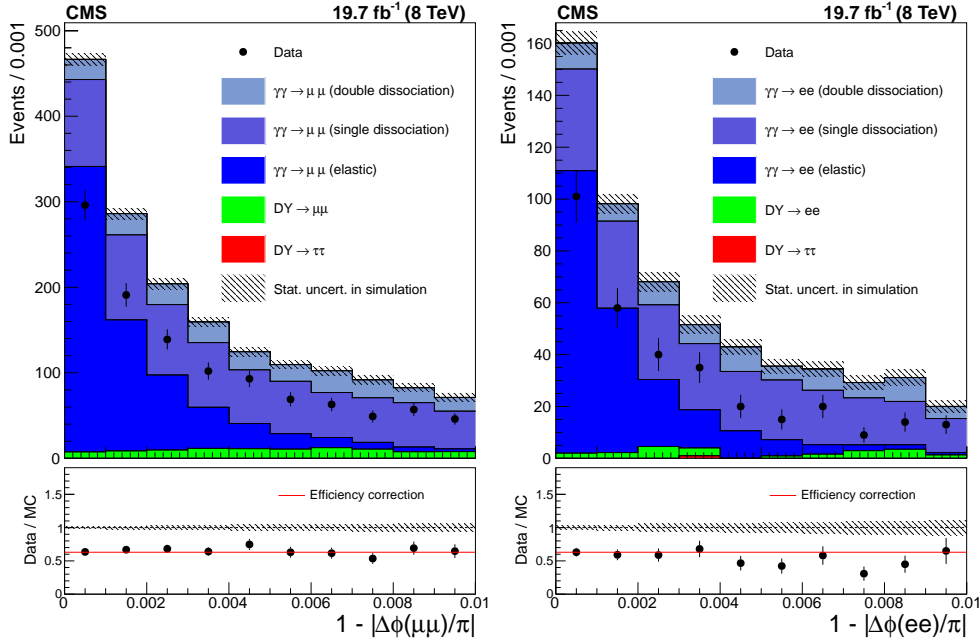 CMS 19.7 fb⁻¹ (8 TeV)
Events / 0.001
500
400
300
200
100
0
Data
γγ → μ μ (double dissociation)
γγ → μ μ (single dissociation)
γγ → μ μ (elastic)
DY → μμ
DY → ττ
Stat. uncert. in simulation
Data / MC
1.5
1
0.5
0
Efficiency correction
0 0.002 0.004 0.006 0.008 0.01
1 - |Δϕ(μμ)/π|
CMS 19.7 fb⁻¹ (8 TeV)
Events / 0.001
160
140
120
100
80
60
40
20
0
Data
γγ → ee (double dissociation)
γγ → ee (single dissociation)
γγ → ee (elastic)
DY → ee
DY → ττ
Stat. uncert. in simulation
Data / MC
1.5
1
0.5
0
Efficiency correction
0 0.002 0.004 0.006 0.008 0.01
1 - |Δϕ(ee)/π|